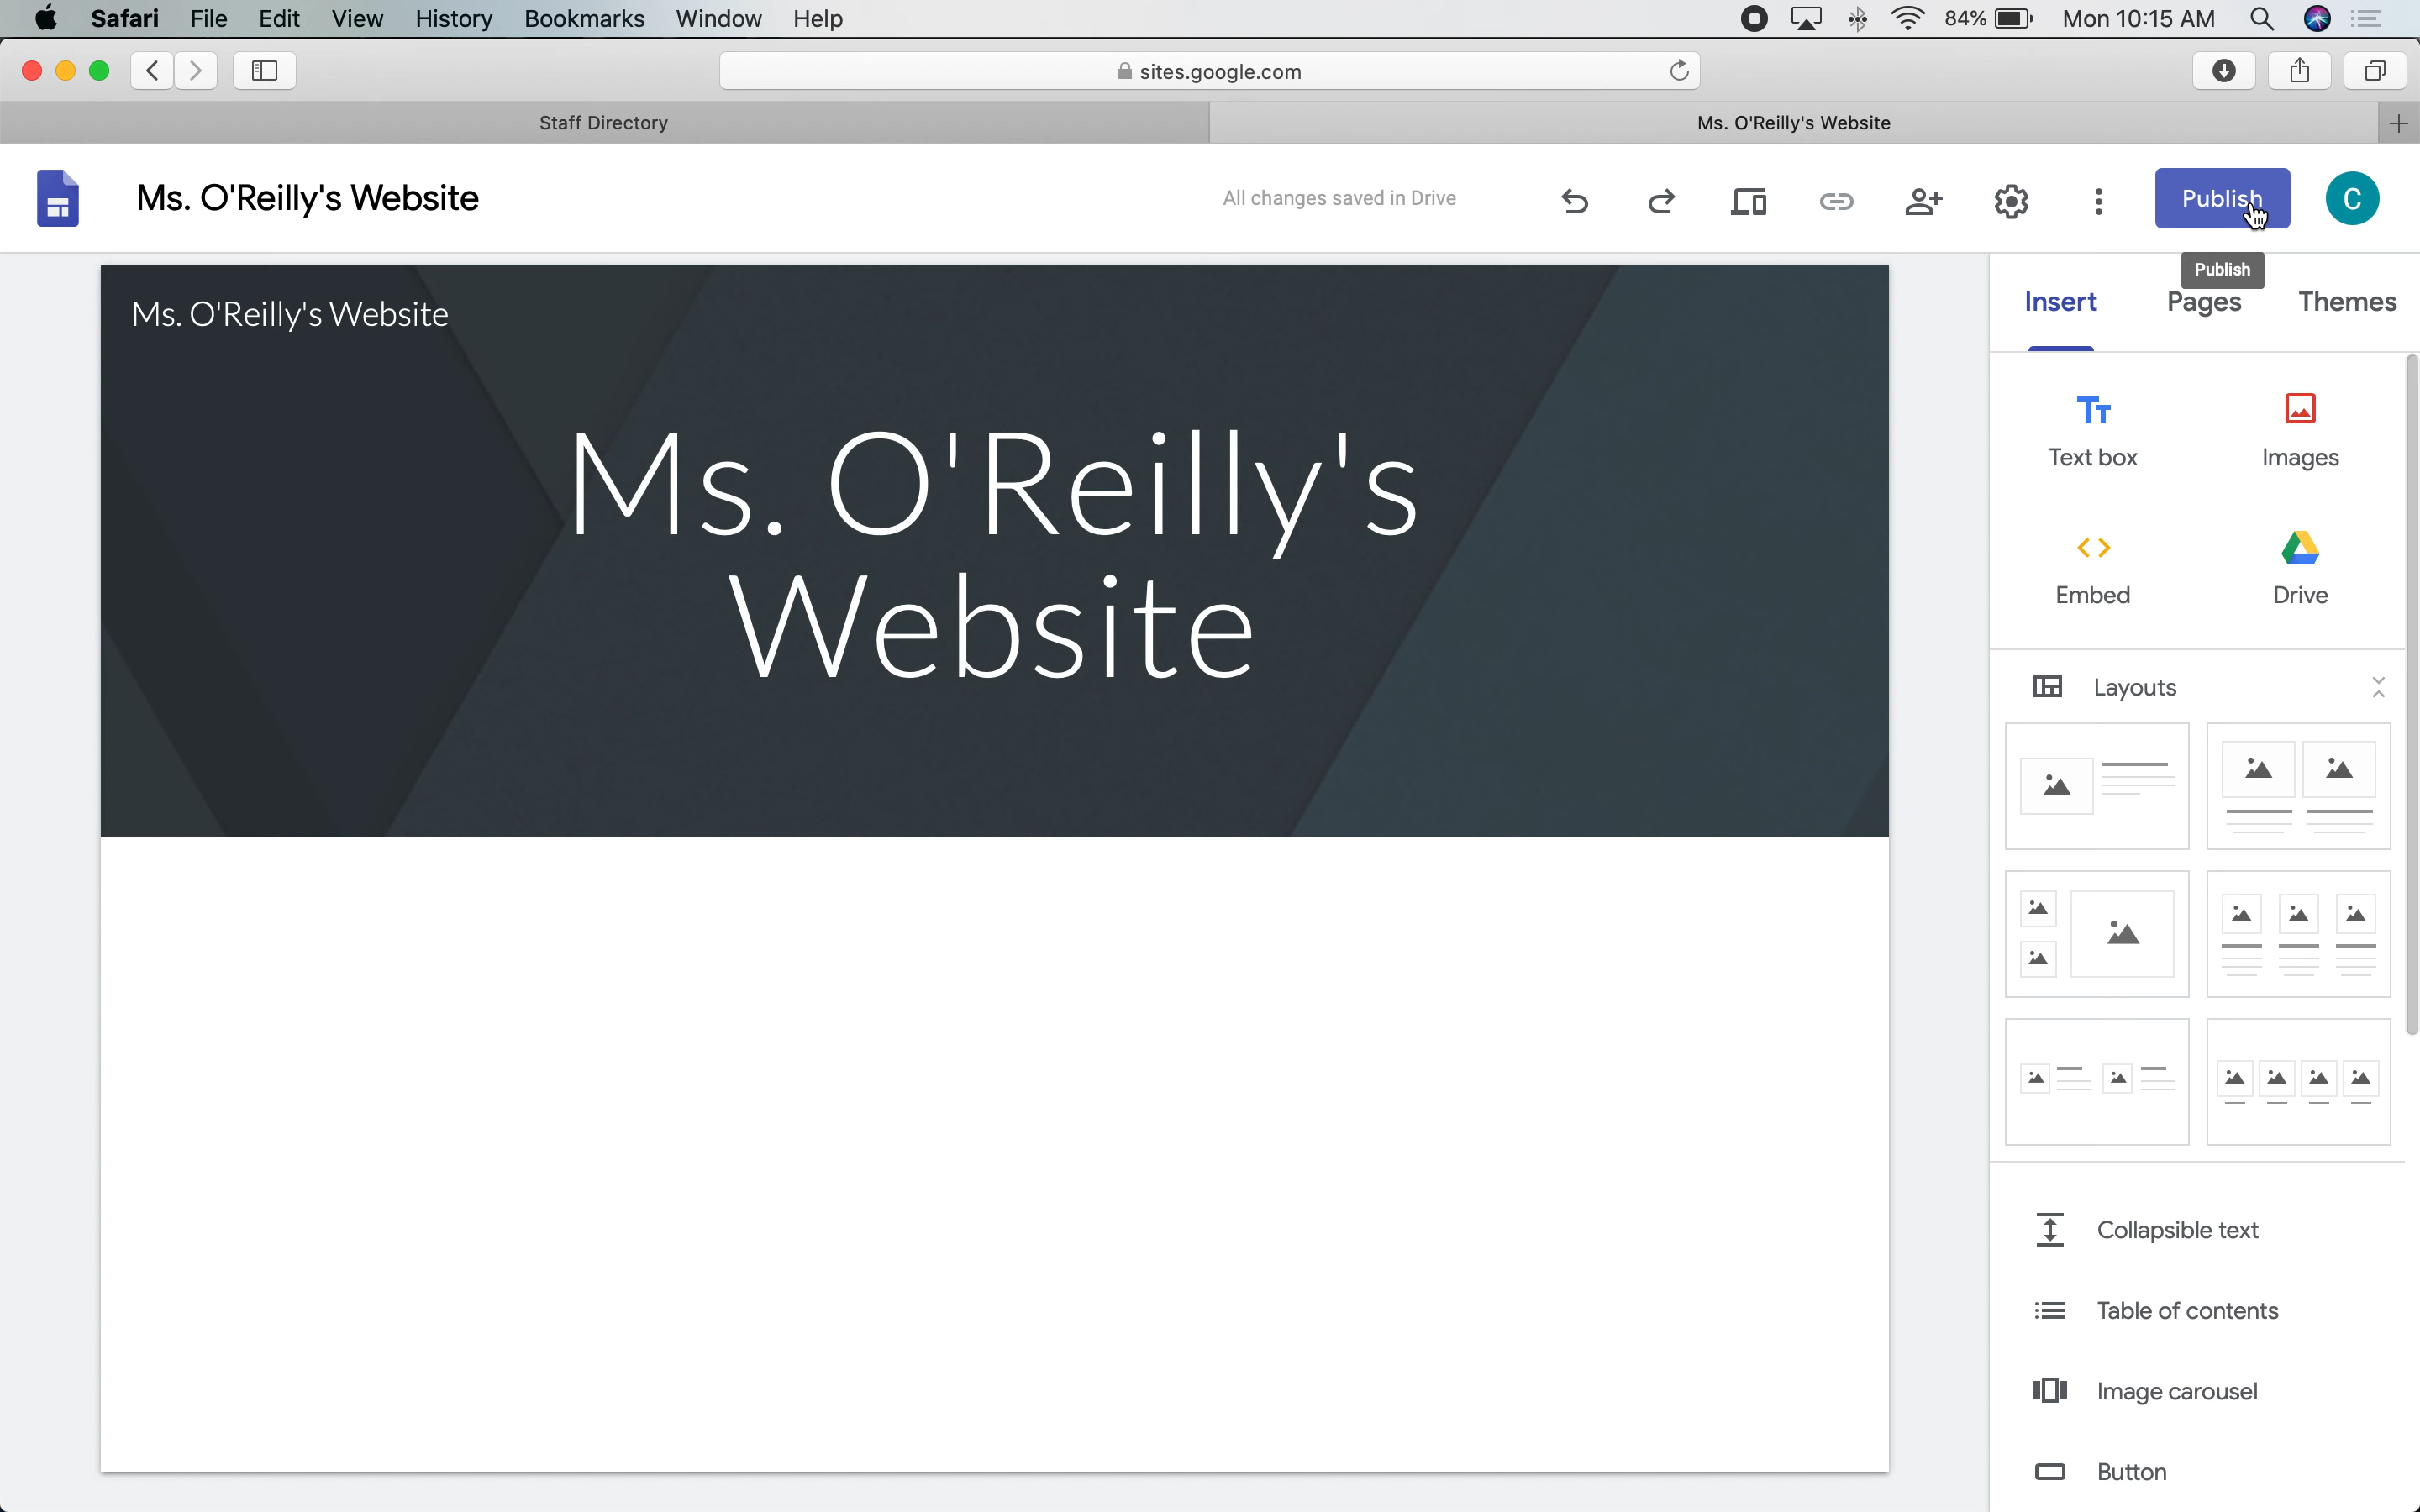 Safari File Edit View History Bookmarks Window Help 84% Mon 10:15 AM
sites.google.com
Staff Directory Ms. O'Reilly's Website
Ms. O'Reilly's Website All changes saved in Drive Publish C
Publish
Insert Pages Themes
Ms. O'Reilly's Website
Ms. O'Reilly's
Website
Text box Images
Embed Drive
Layouts
Collapsible text
Table of contents
Image carousel
Button